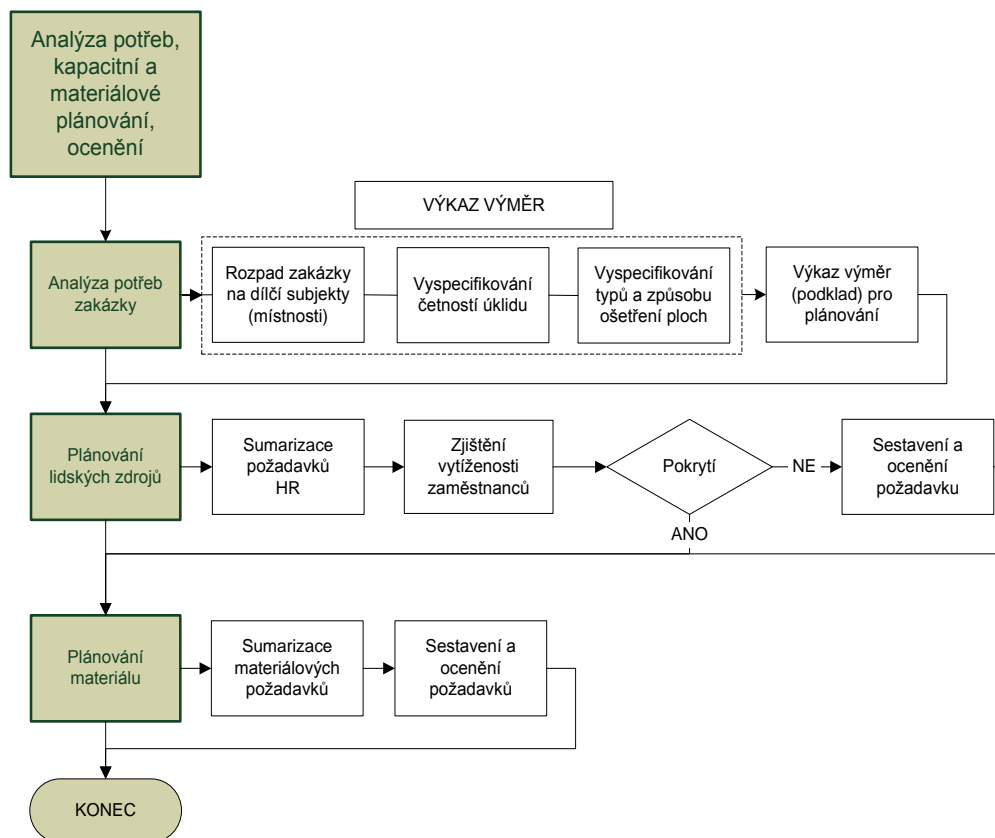 Analýza potřeb,
kapacitní a
materiálové
plánování,
ocenění
VÝKAZ VÝMĚR
Analýza potřeb
zakázky
Rozpad zakázky
na dílčí subjekty
(místnosti)
Vyspecifikování
četností úklidu
Vyspecifikování
typů a způsobu
ošetření ploch
Výkaz výměr
(podklad) pro
plánování
Plánování
lidských zdrojů
Sumarizace
požadavků
HR
Zjištění
vytíženosti
zaměstnanců
Pokrytí
NE
Sestavení a
ocenění
požadavku
ANO
Plánování
materiálu
Sumarizace
materiálových
požadavků
Sestavení a
ocenění
požadavků
KONEC